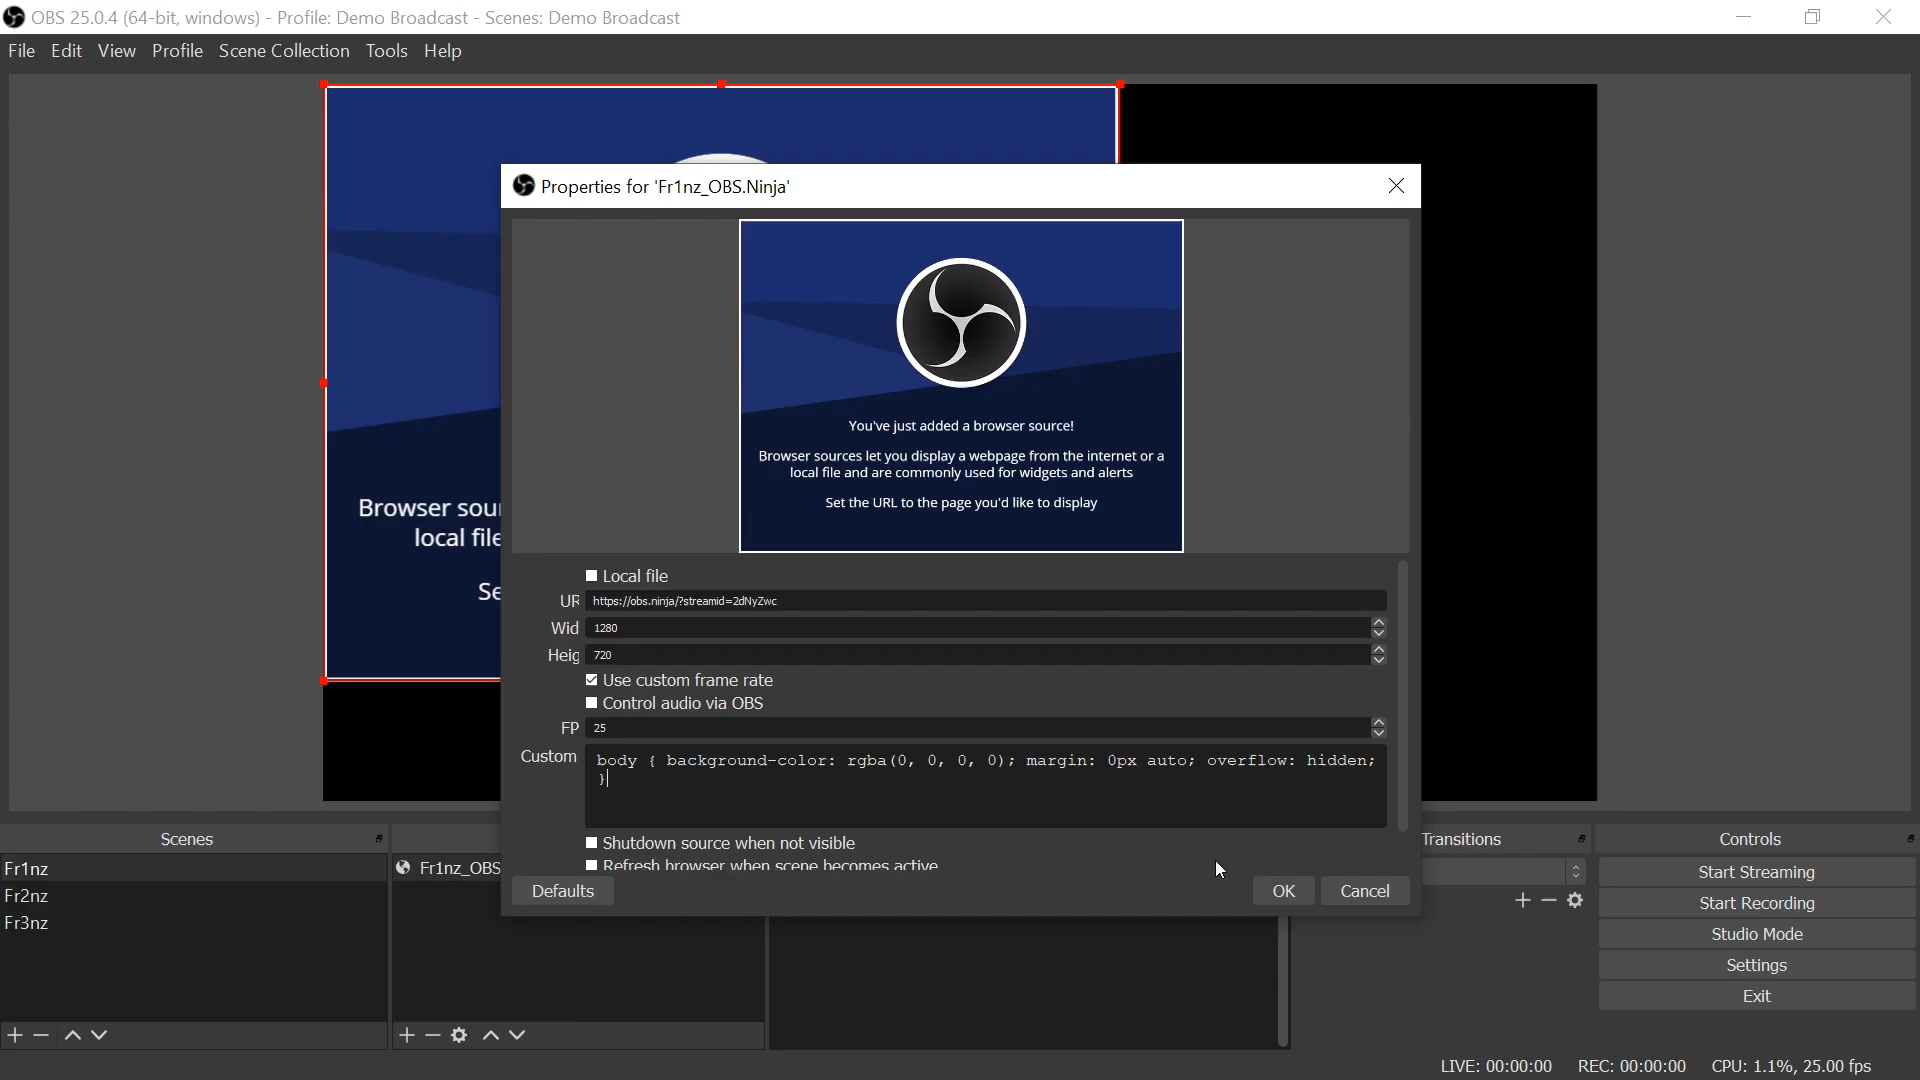 OBS 25.0.4 (64-bit, windows) - Profile: Demo Broadcast - Scenes: Demo Broadcast
File Edit View Profile Scene Collection Tools Help
Properties for 'Fr1nz_OBS.Ninja'
You've just added a browser source!
Browser sources let you display a webpage from the internet or a
local file and are commonly used for widgets and alerts
Set the URL to the page you'd like to display
Browser sou
local file
Se
Local file
UR https://obs.ninja/?streamid=2dNyZwc
Wid 1280
Heig 720
Use custom frame rate
Control audio via OBS
FP 25
Custom body { background-color: rgba(0, 0, 0, 0); margin: 0px auto; overflow: hidden;
}
Shutdown source when not visible
Refresh browser when scene becomes active
Defaults OK Cancel
Scenes
Fr1nz
Fr2nz
Fr3nz
Fr1nz_OBS
Transitions
Controls
Start Streaming
Start Recording
Studio Mode
Settings
Exit
LIVE: 00:00:00 REC: 00:00:00 CPU: 1.1%, 25.00 fps